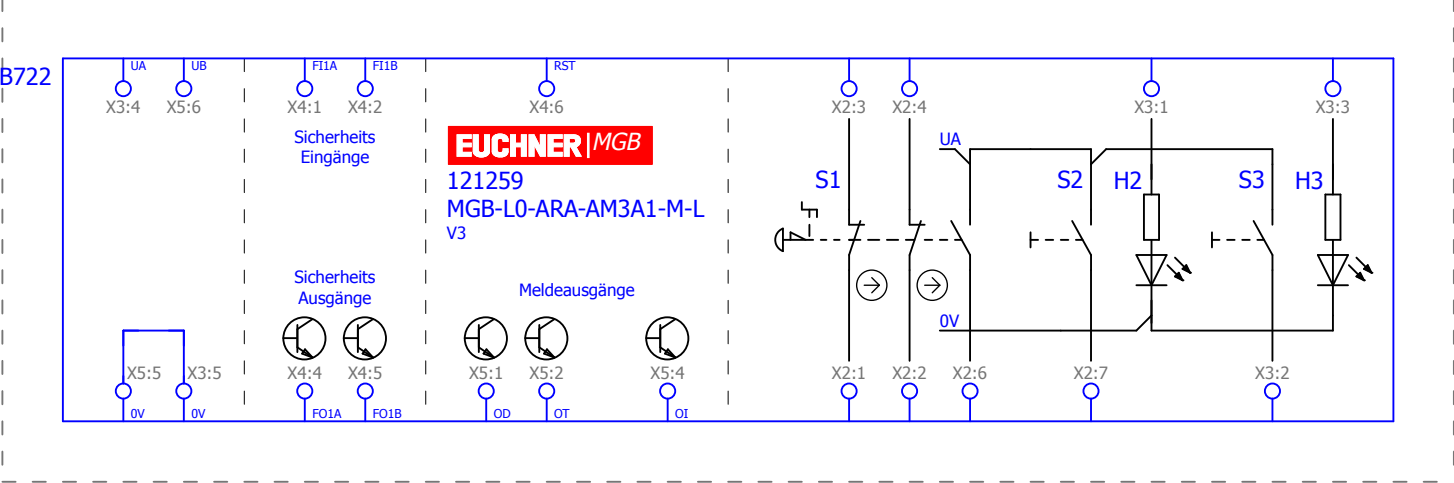 B722
UA
UB
FI1A
FI1B
RST
X3:4
X5:6
X4:1
X4:2
X4:6
X2:3
X2:4
X3:1
X3:3
Sicherheits
Eingänge
EUCHNER|MGB
121259
MGB-L0-ARA-AM3A1-M-L
V3
UA
S1
S2
H2
S3
H3
Sicherheits
Ausgänge
Meldeausgänge
0V
X5:5
X3:5
X4:4
X4:5
X5:1
X5:2
X5:4
X2:1
X2:2
X2:6
X2:7
X3:2
0V
0V
FO1A
FO1B
OD
OT
OI